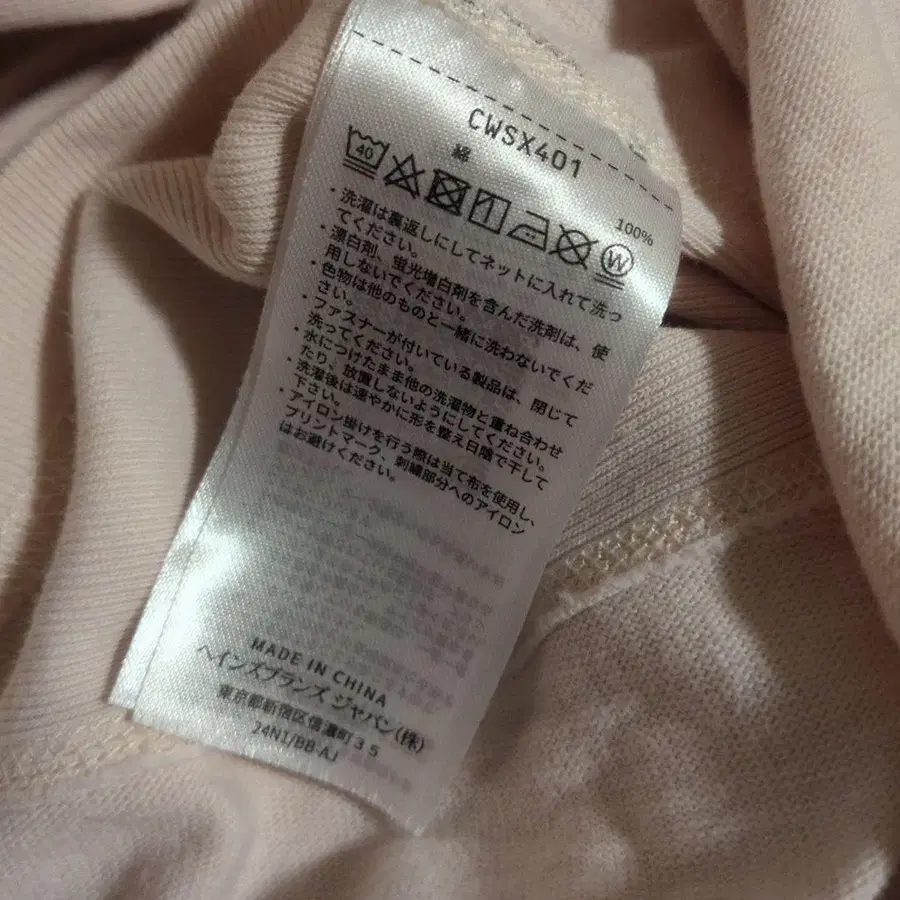 CWSX401
綿 100%
40
W
・洗濯は裏返しにしてネットに入れて洗っ
てください。
・漂白剤、蛍光増白剤を含んだ洗剤は、使
用しないでください。
・色物は他のものと一緒に洗わないでくだ
さい。
・ファスナーが付いている製品は、閉じて
洗ってください。
・水につけたまま他の洗濯物と重ね合わせ
たり、放置しないようにしてください。
・洗濯後は速やかに形を整え日陰で干して
下さい。
・アイロン掛けを行う際は当て布を使用し、
プリントマーク、刺繍部分へのアイロン
はお避けください。
MADE IN CHINA
ヘインズブランズ ジャパン(株)
東京都新宿区信濃町35
24N1/BB-AJ